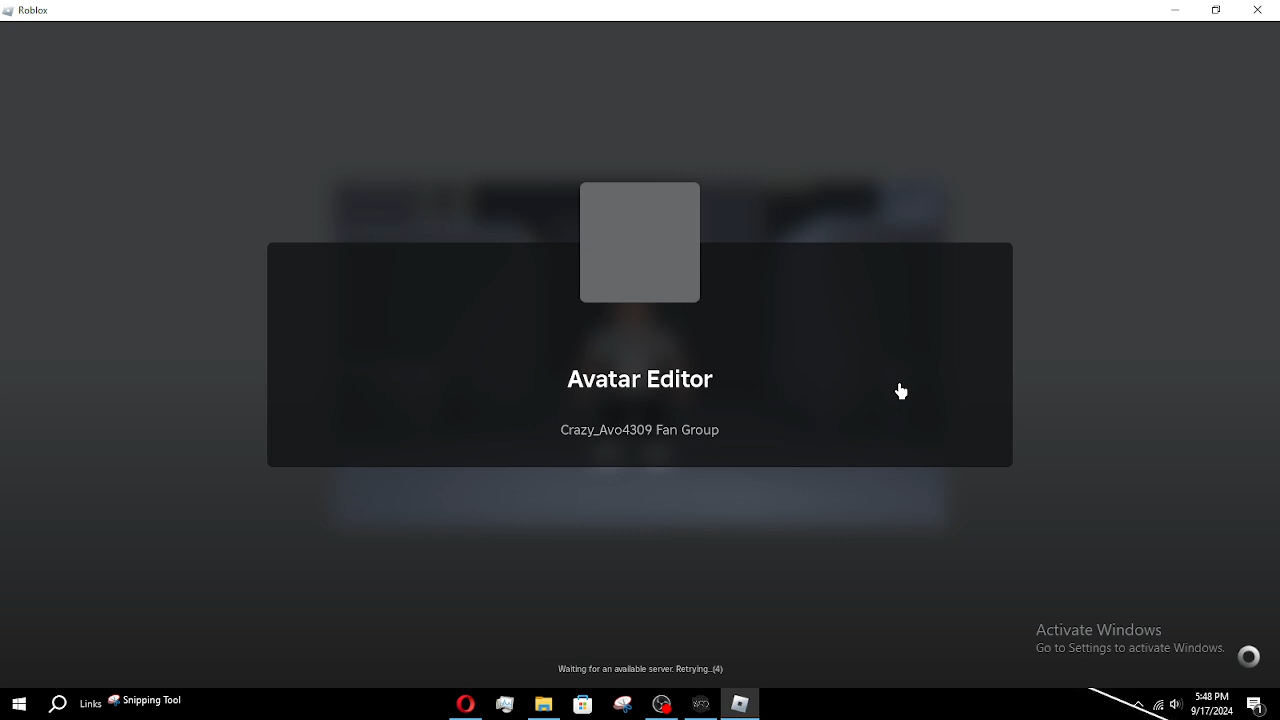 Roblox
Avatar Editor
Crazy_Avo4309 Fan Group
Activate Windows
Go to Settings to activate Windows.
Waiting for an available server. Retrying...(4)
Links
Snipping Tool
5:48 PM
9/17/2024
1